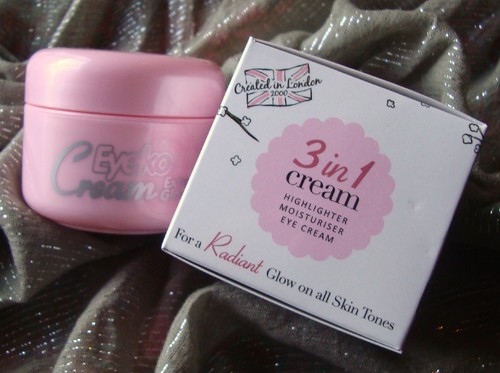 Created in London
2000
Eyeko
Cream
3 in 1
cream
HIGHLIGHTER
MOISTURISER
EYE CREAM
For a Radiant Glow on all Skin Tones